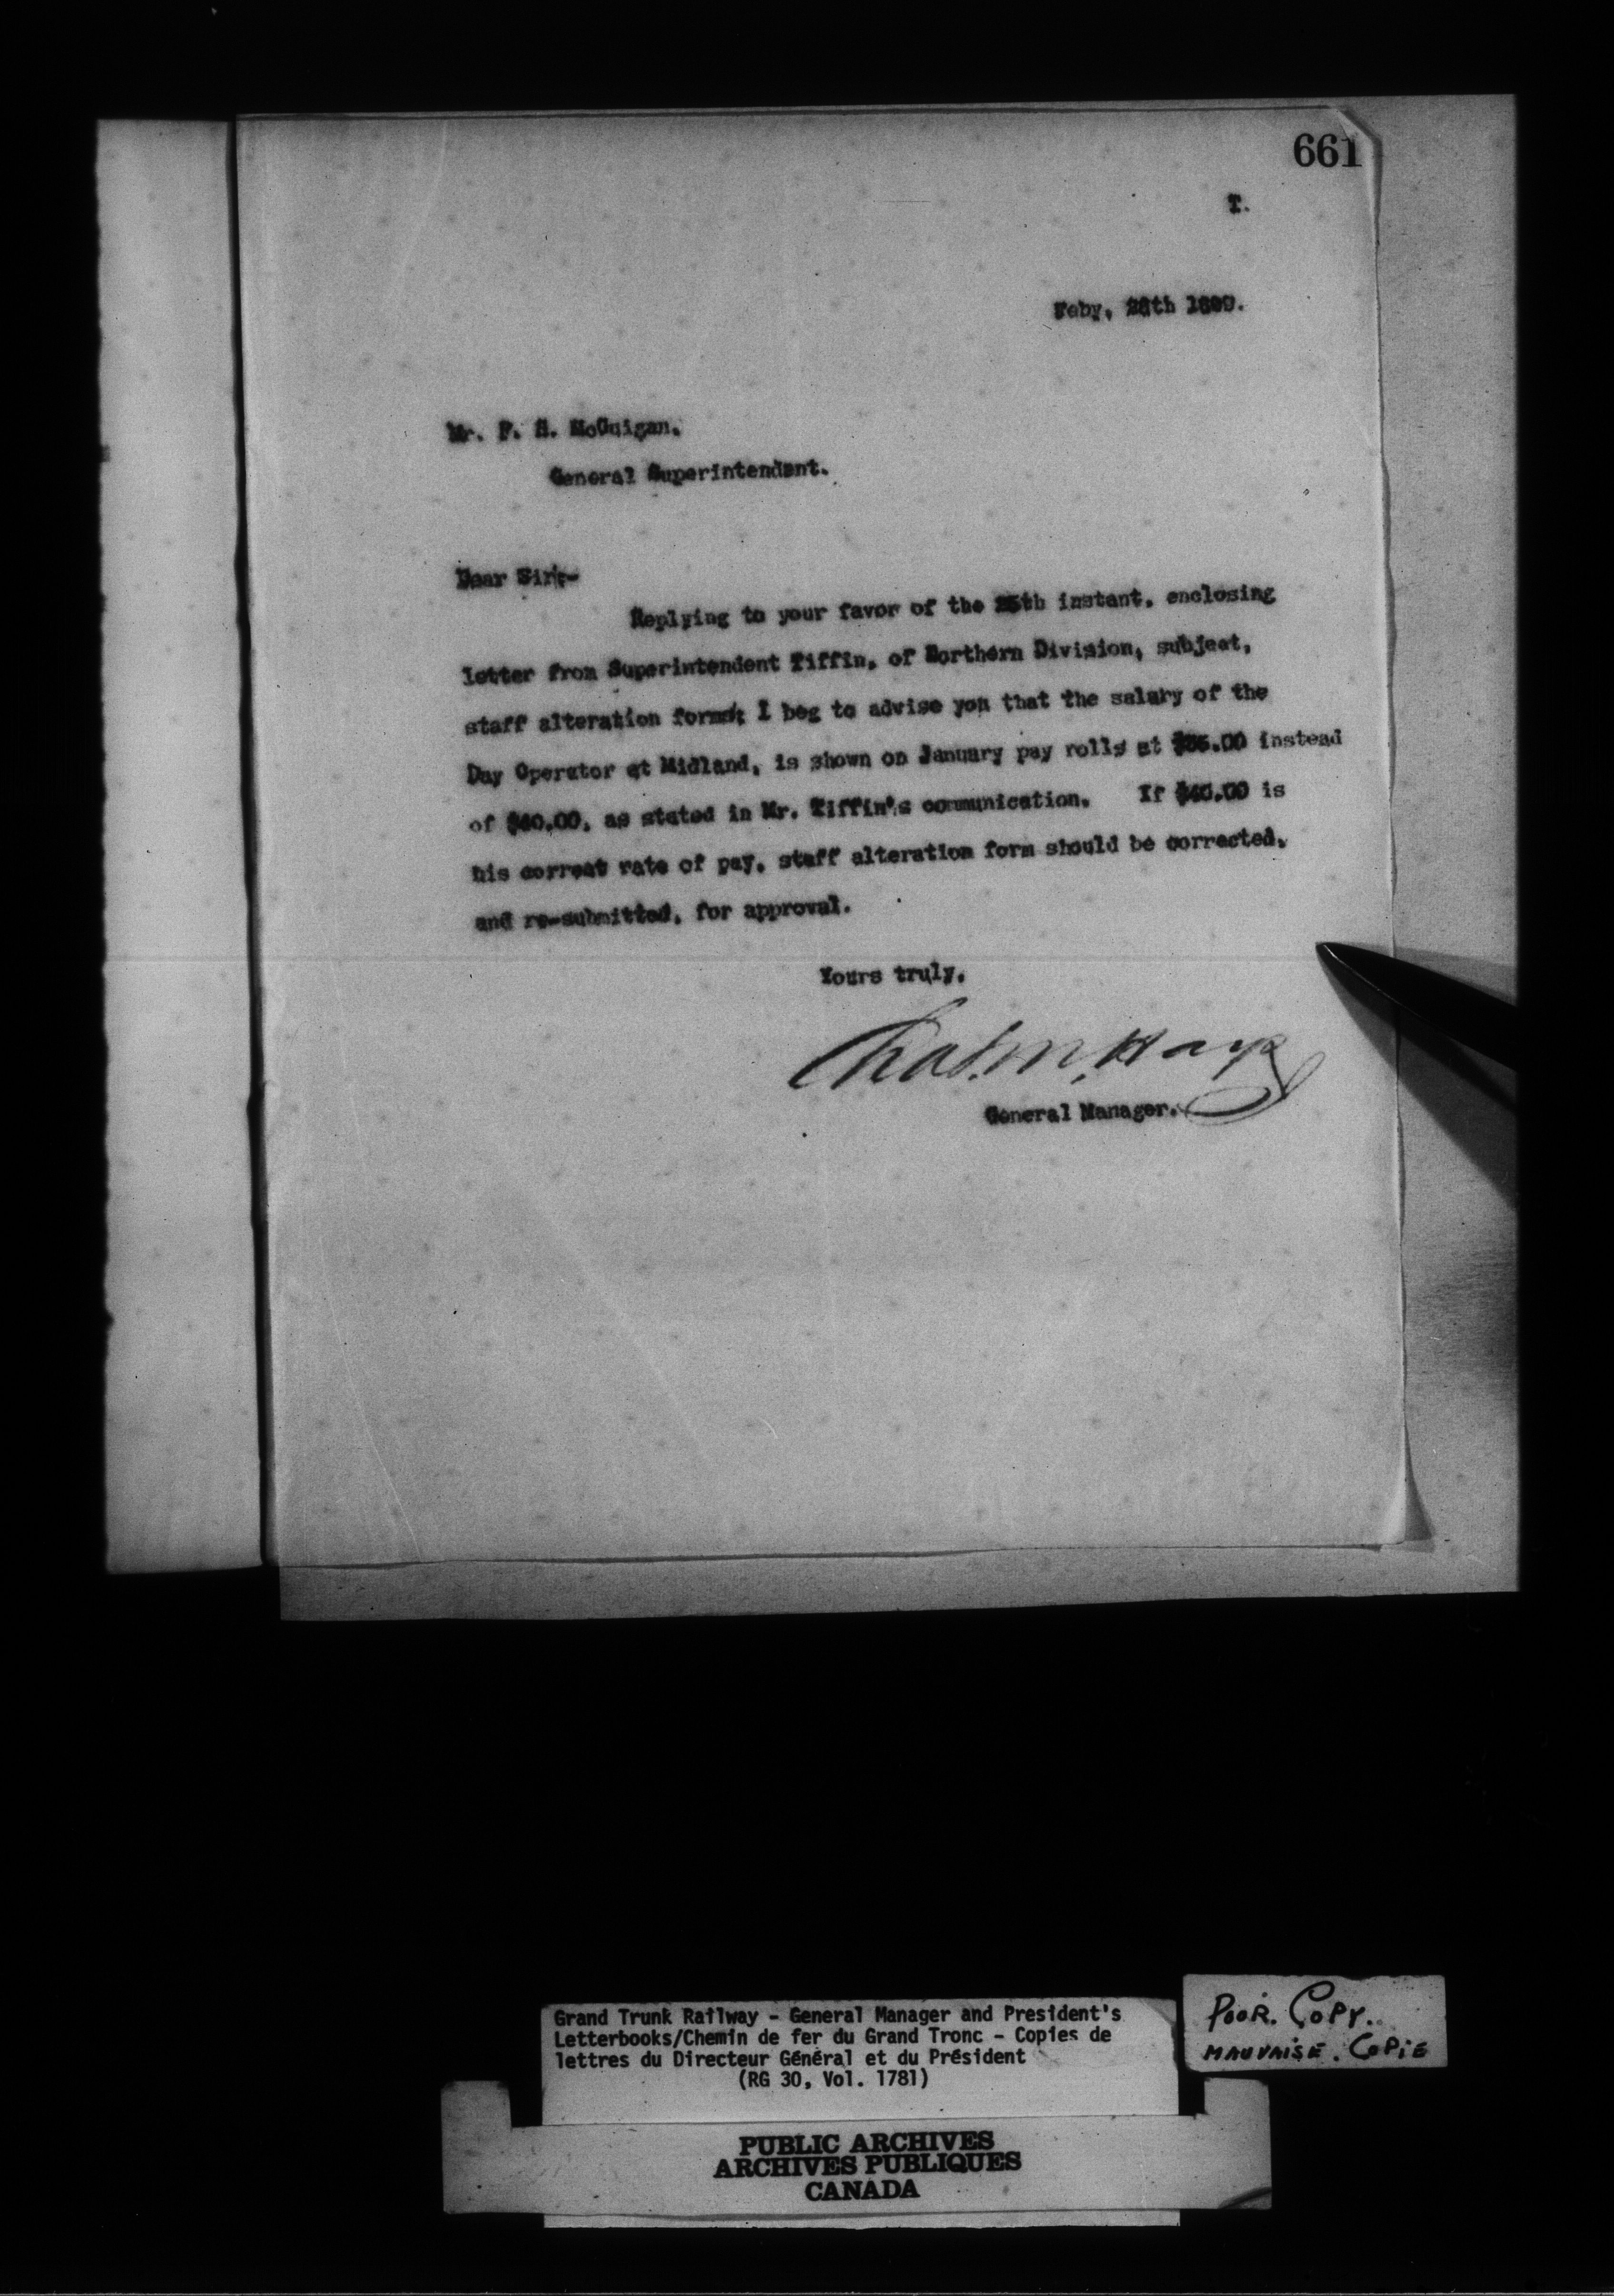 661
T.
Feby, 28th 1899.
Mr. F. H. McGuigan.
General Superintendent.
Dear Sir:-
Replying to your favor of the 25th instant, enclosing
letter from Superintendent Tiffin, of Northern Division, subject,
staff alteration forms; I beg to advise you that the salary of the
Day Operator at Midland, is shown on January pay rolls at $35.00 instead
of $40.00, as stated in Mr. Tiffin's communication. If $40.00 is
his correct rate of pay, staff alteration form should be corrected,
and re-submitted, for approval.
Yours truly,
Chas. M. Hays
General Manager.
Grand Trunk Railway - General Manager and President's
Letterbooks/Chemin de fer du Grand Tronc - Copies de
lettres du Directeur Général et du Président
(RG 30, Vol. 1781)
POOR. COPY.
MAUVAISE. COPIE
PUBLIC ARCHIVES
ARCHIVES PUBLIQUES
CANADA